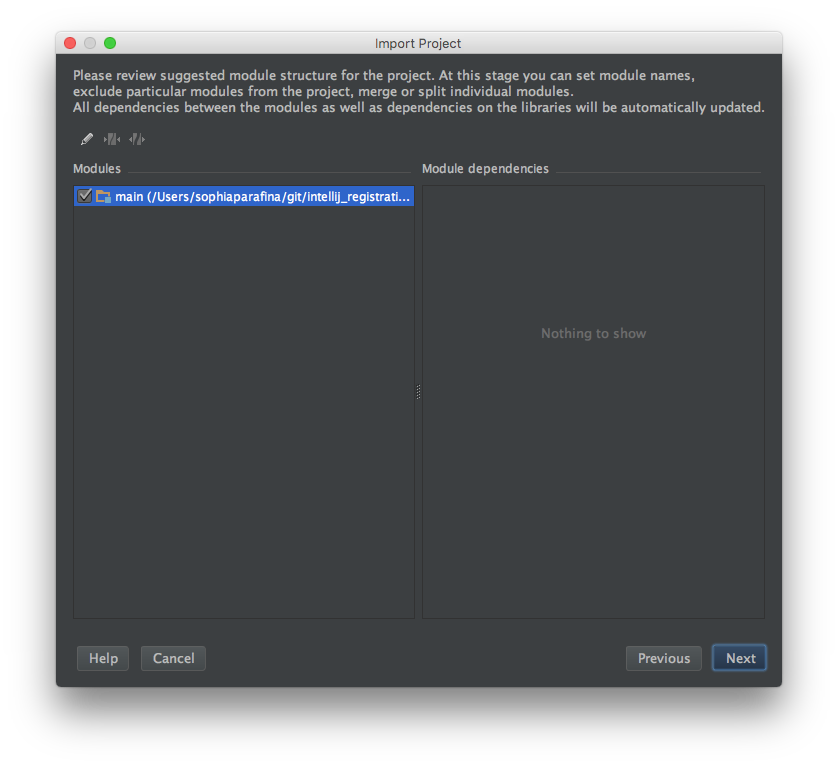 Import Project
Please review suggested module structure for the project. At this stage you can set module names,
exclude particular modules from the project, merge or split individual modules.
All dependencies between the modules as well as dependencies on the libraries will be automatically updated.
Modules
Module dependencies
main (/Users/sophiaparafina/git/intellij_registrati...
Nothing to show
Help
Cancel
Previous
Next